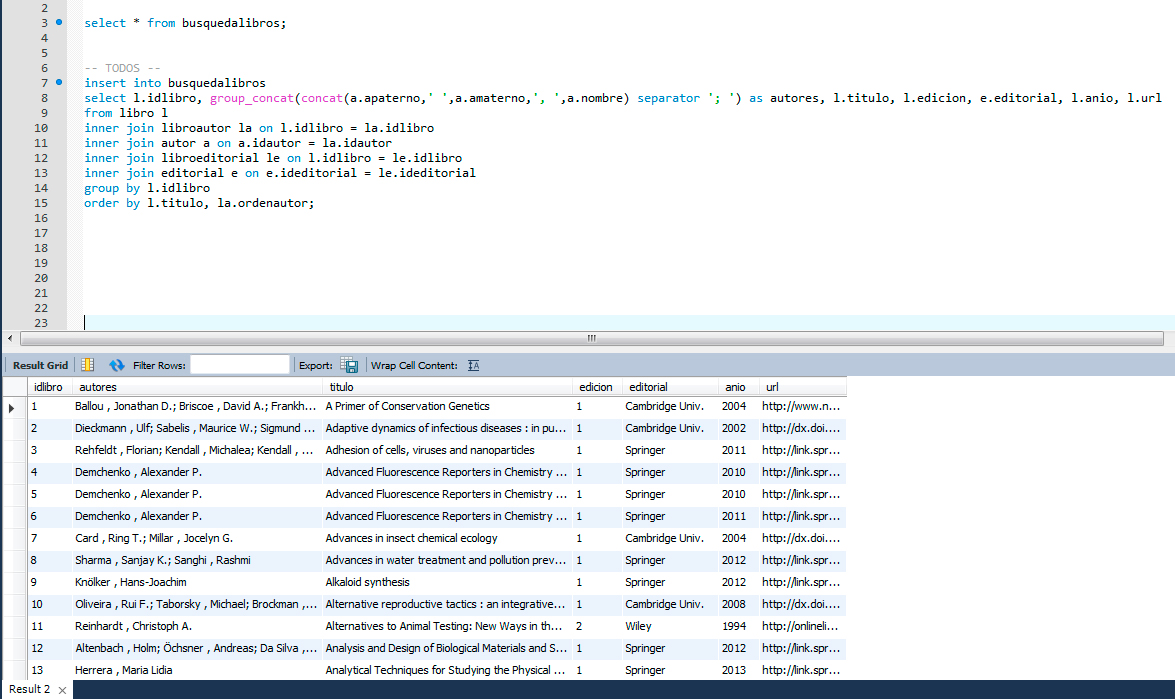 2
3 select * from busquedalibros;
4
5
6 -- TODOS --
7 insert into busquedalibros
8 select l.idlibro, group_concat(concat(a.apaterno,' ',a.amaterno,', ',a.nombre) separator '; ') as autores, l.titulo, l.edicion, e.editorial, l.anio, l.url
9 from libro l
10 inner join libroautor la on l.idlibro = la.idlibro
11 inner join autor a on a.idautor = la.idautor
12 inner join libroeditorial le on l.idlibro = le.idlibro
13 inner join editorial e on e.ideditorial = le.ideditorial
14 group by l.idlibro
15 order by l.titulo, la.ordenautor;
16
17
18
19
20
21
22
23
Result Grid Filter Rows: Export: Wrap Cell Content:
idlibro autores titulo edicion editorial anio url
1 Ballou , Jonathan D.; Briscoe , David A.; Frankh... A Primer of Conservation Genetics 1 Cambridge Univ. 2004 http://www.n...
2 Dieckmann , Ulf; Sabelis , Maurice W.; Sigmund ... Adaptive dynamics of infectious diseases : in pu... 1 Cambridge Univ. 2002 http://dx.doi....
3 Rehfeldt , Florian; Kendall , Michalea; Kendall , ... Adhesion of cells, viruses and nanoparticles 1 Springer 2011 http://link.spr...
4 Demchenko , Alexander P. Advanced Fluorescence Reporters in Chemistry ... 1 Springer 2010 http://link.spr...
5 Demchenko , Alexander P. Advanced Fluorescence Reporters in Chemistry ... 1 Springer 2010 http://link.spr...
6 Demchenko , Alexander P. Advanced Fluorescence Reporters in Chemistry ... 1 Springer 2011 http://link.spr...
7 Card , Ring T.; Millar , Jocelyn G. Advances in insect chemical ecology 1 Cambridge Univ. 2004 http://dx.doi....
8 Sharma , Sanjay K.; Sanghi , Rashmi Advances in water treatment and pollution prev... 1 Springer 2012 http://link.spr...
9 Knölker , Hans-Joachim Alkaloid synthesis 1 Springer 2012 http://link.spr...
10 Oliveira , Rui F.; Taborsky , Michael; Brockman ,... Alternative reproductive tactics : an integrative... 1 Cambridge Univ. 2008 http://dx.doi....
11 Reinhardt , Christoph A. Alternatives to Animal Testing: New Ways in th... 2 Wiley 1994 http://onlineli...
12 Altenbach , Holm; Öchsner , Andreas; Da Silva ,... Analysis and Design of Biological Materials and S... 1 Springer 2012 http://link.spr...
13 Herrera , Maria Lidia Analytical Techniques for Studying the Physical ... 1 Springer 2013 http://link.spr...
Result 2